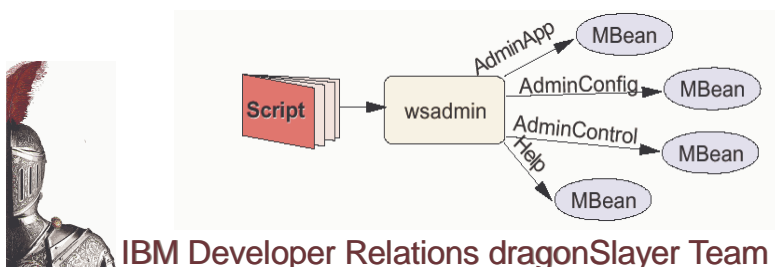 AdminApp
MBean
AdminConfig
MBean
Script
wsadmin
AdminControl
MBean
Help
MBean
IBM Developer Relations dragonSlayer Team